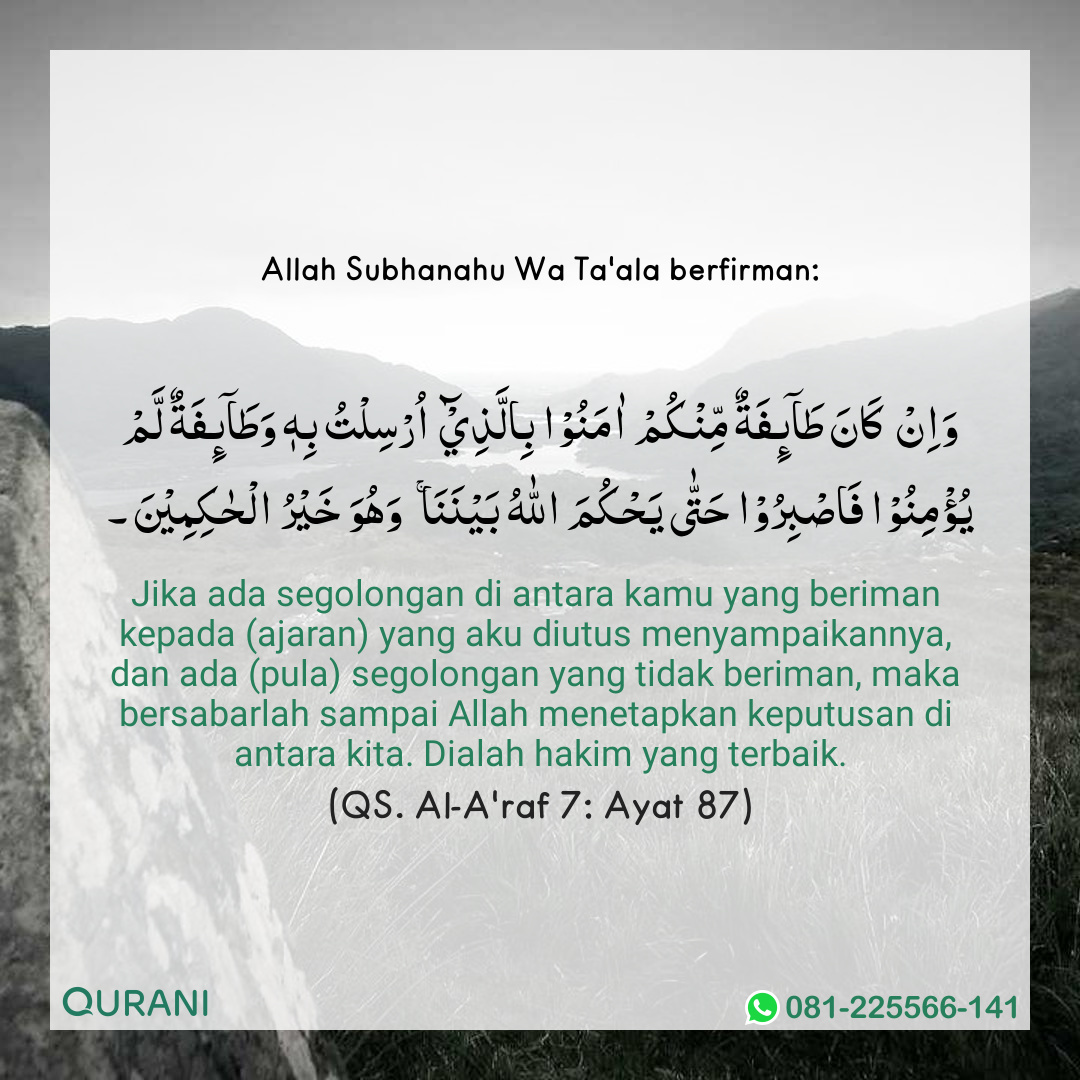 Allah Subhanahu Wa Ta'ala berfirman:
وَاِنْ كَانَ طَاۤىِٕفَةٌ مِّنْكُمْ اٰمَنُوْا بِالَّذِيْٓ اُرْسِلْتُ بِهٖ وَطَاۤىِٕفَةٌ لَّمْ
يُؤْمِنُوْا فَاصْبِرُوْا حَتّٰى يَحْكُمَ اللّٰهُ بَيْنَنَاۚ وَهُوَ خَيْرُ الْحٰكِمِيْنَ ۔
Jika ada segolongan di antara kamu yang beriman
kepada (ajaran) yang aku diutus menyampaikannya,
dan ada (pula) segolongan yang tidak beriman, maka
bersabarlah sampai Allah menetapkan keputusan di
antara kita. Dialah hakim yang terbaik.
(QS. Al-A'raf 7: Ayat 87)
QURANI
081-225566-141